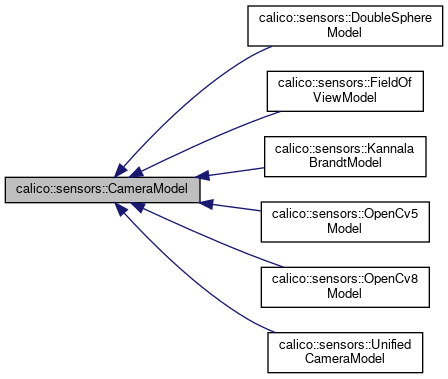 calico::sensors::DoubleSphere
Model
calico::sensors::FieldOf
ViewModel
calico::sensors::Kannala
BrandtModel
calico::sensors::CameraModel
calico::sensors::OpenCv5
Model
calico::sensors::OpenCv8
Model
calico::sensors::Unified
CameraModel